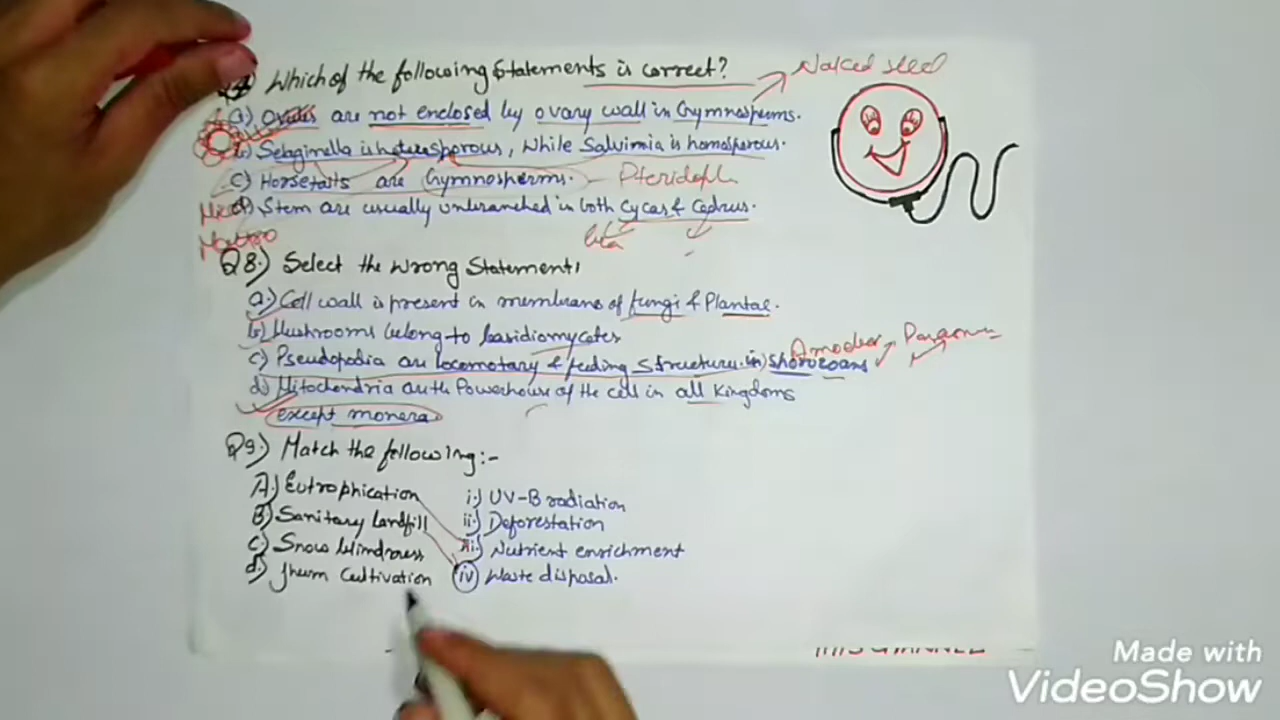 Which of the following Statements is correct? Naked seed
a) Ovules are not enclosed by ovary wall in Gymnosperms.
b) Selaginella is heterosporous, While Salvinia is homosporous.
c) Horsetails are Gymnosperms. Pteridoph
d) Stem are usually unbranched in both Cycas & Cedrus.
Q8.) Select the Wrong Statement;
a.) Cell wall is present in membrane of fungi & Plantae.
b) Mushrooms belong to basidiomycetes
c) Pseudopodia are locomotary & feeding Structure in sporozoans
d) Mitochondria are the Powerhouse of the cell in all Kingdoms
except monera.
Q9.) Match the following:-
A.) Eutrophication i.) UV-B radiation
B.) Sanitary landfill ii.) Deforestation
C.) Snow blindness iii.) Nutrient enrichment
d.) Jhum Cultivation iv Waste disposal.
Made with
VideoShow